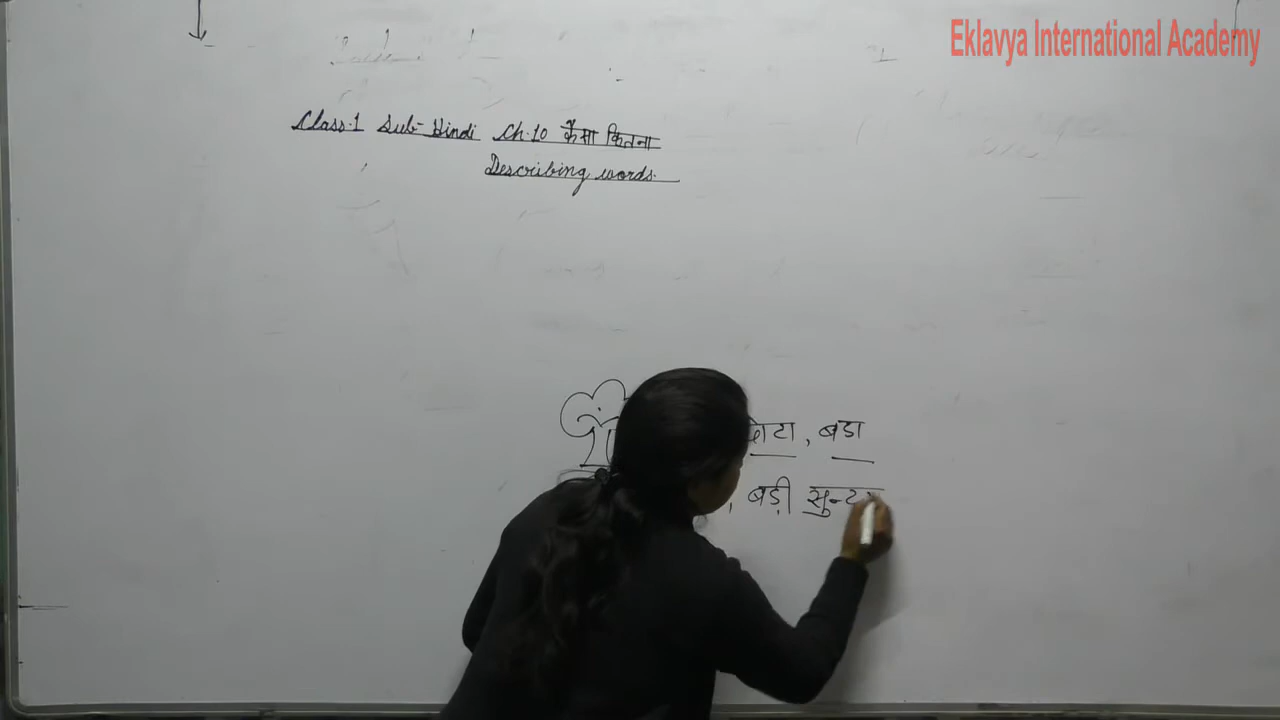 Eklavya International Academy
Class-1 Sub- Hindi Ch.10 कैसा कितना
Describing words.
बडा
, बड़ी